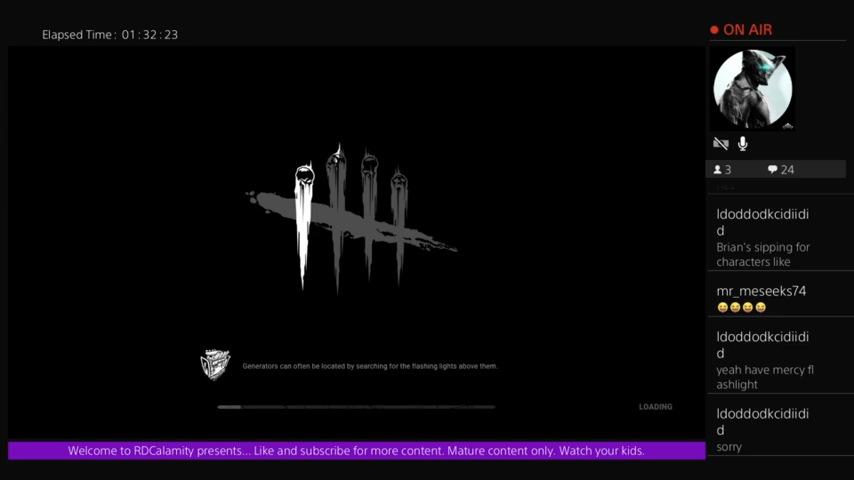 Elapsed Time: 01:32:23
ON AIR
3 24
ldoddodkcidiidi
d
Brian's sipping for
characters like
mr_meseeks74
😄😄😄😄
ldoddodkcidiidi
d
yeah have mercy fl
ashlight
ldoddodkcidiidi
d
sorry
Generators can often be located by searching for the flashing lights above them.
LOADING
Welcome to RDCalamity presents... Like and subscribe for more content. Mature content only. Watch your kids.